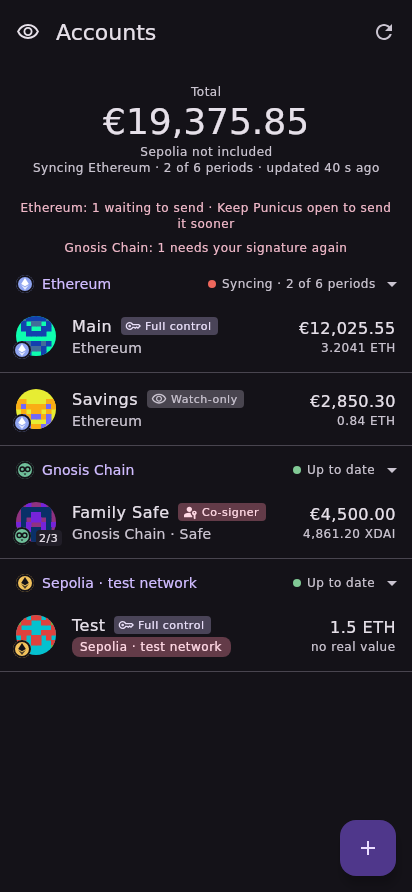 Accounts
Total
€19,375.85
Sepolia not included
Syncing Ethereum · 2 of 6 periods · updated 40 s ago
Ethereum: 1 waiting to send · Keep Punicus open to send
it sooner
Gnosis Chain: 1 needs your signature again
Ethereum Syncing · 2 of 6 periods
Main Full control €12,025.55
Ethereum 3.2041 ETH
Savings Watch-only €2,850.30
Ethereum 0.84 ETH
Gnosis Chain Up to date
Family Safe Co-signer €4,500.00
2/3 Gnosis Chain · Safe 4,861.20 XDAI
Sepolia · test network Up to date
Test Full control 1.5 ETH
Sepolia · test network no real value